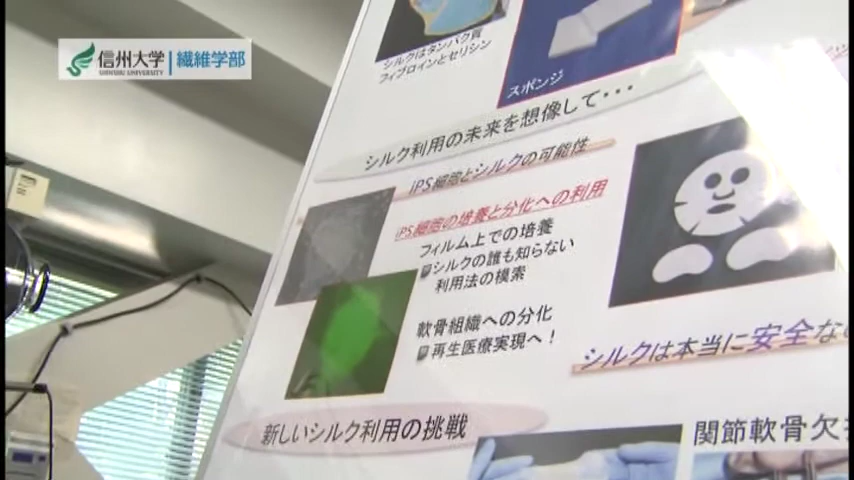 信州大学
SHINSHU UNIVERSITY
繊維学部
シルクはタンパク質
フィブロインとセリシン
スポンジ
シルク利用の未来を想像して・・・
iPS細胞とシルクの可能性
iPS細胞の培養と分化への利用
フィルム上での培養
シルクの誰も知らない
利用法の模索
軟骨組織への分化
再生医療実現へ！
シルクは本当に安全な
新しいシルク利用の挑戦
関節軟骨欠